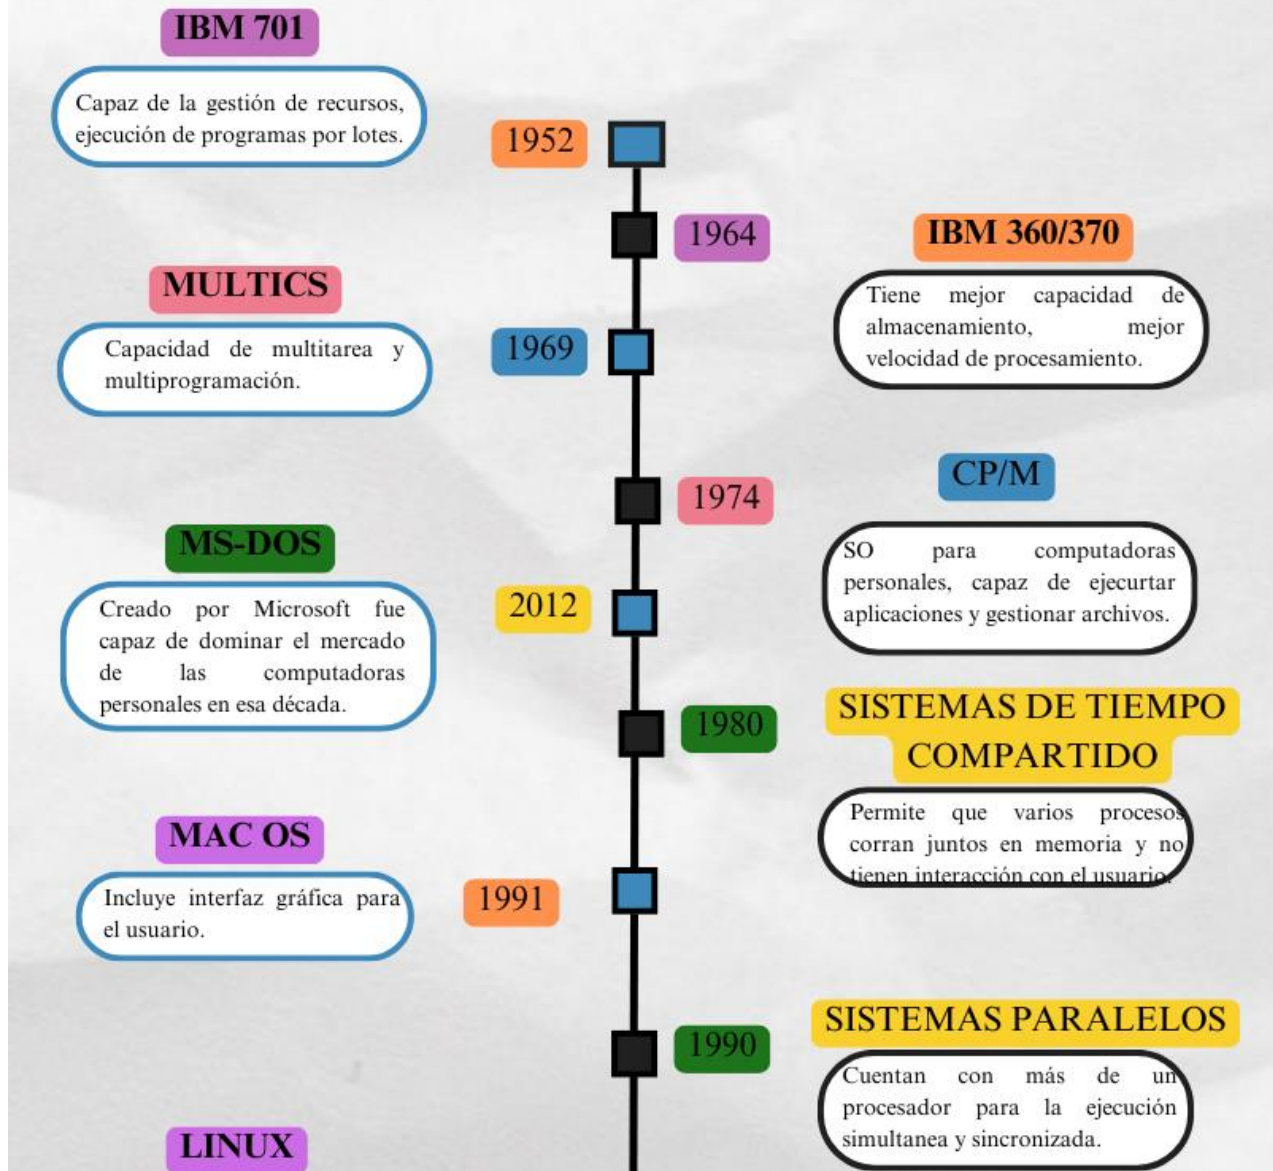 IBM 701
Capaz de la gestión de recursos,
ejecución de programas por lotes.
1952
1964
IBM 360/370
Tiene mejor capacidad de
almacenamiento, mejor
velocidad de procesamiento.
MULTICS
Capacidad de multitarea y
multiprogramación.
1969
1974
CP/M
SO para computadoras
personales, capaz de ejecurtar
aplicaciones y gestionar archivos.
MS-DOS
Creado por Microsoft fue
capaz de dominar el mercado
de las computadoras
personales en esa década.
2012
1980
SISTEMAS DE TIEMPO
COMPARTIDO
Permite que varios procesos
corran juntos en memoria y no
tienen interacción con el usuario.
MAC OS
Incluye interfaz gráfica para
el usuario.
1991
1990
SISTEMAS PARALELOS
Cuentan con más de un
procesador para la ejecución
simultanea y sincronizada.
LINUX